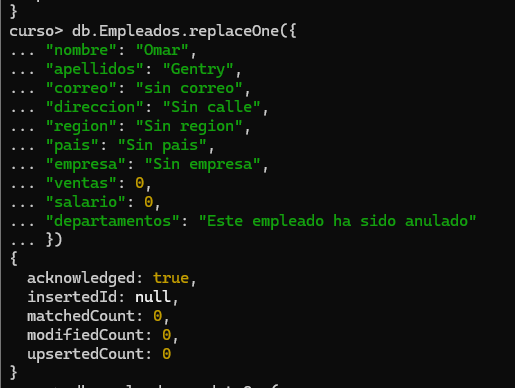 }
curso> db.Empleados.replaceOne({
... "nombre": "Omar",
... "apellidos": "Gentry",
... "correo": "sin correo",
... "direccion": "Sin calle",
... "region": "Sin region",
... "pais": "Sin pais",
... "empresa": "Sin empresa",
... "ventas": 0,
... "salario": 0,
... "departamentos": "Este empleado ha sido anulado"
... })
{
  acknowledged: true,
  insertedId: null,
  matchedCount: 0,
  modifiedCount: 0,
  upsertedCount: 0
}